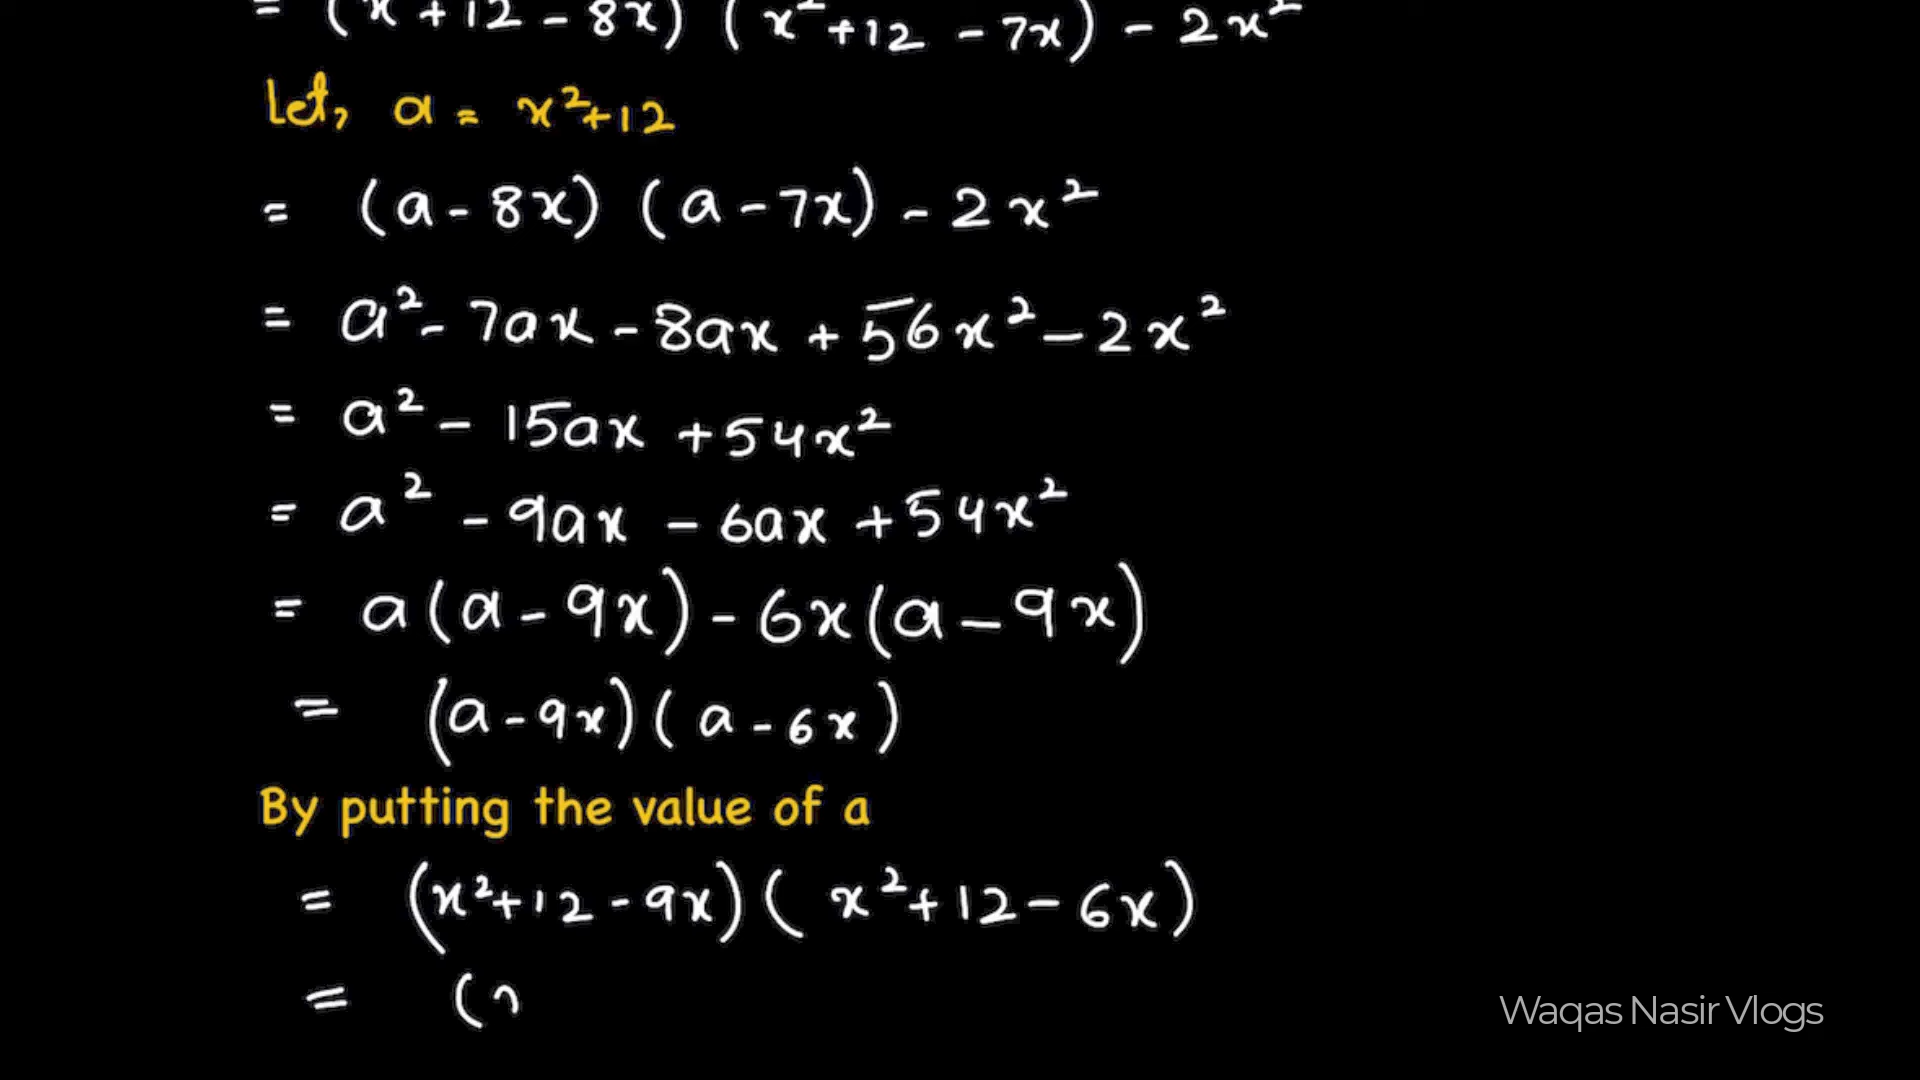 = (x²+12 - 8x) (x²+12 - 7x) - 2x²
Let, a = x²+12
= (a - 8x) (a - 7x) - 2x²
= a² - 7ax - 8ax + 56x² - 2x²
= a² - 15ax + 54x²
= a² - 9ax - 6ax + 54x²
= a(a - 9x) - 6x(a - 9x)
= (a - 9x)(a - 6x)
By putting the value of a
= (x²+12 - 9x)(x²+12 - 6x)
= (
Waqas Nasir Vlogs